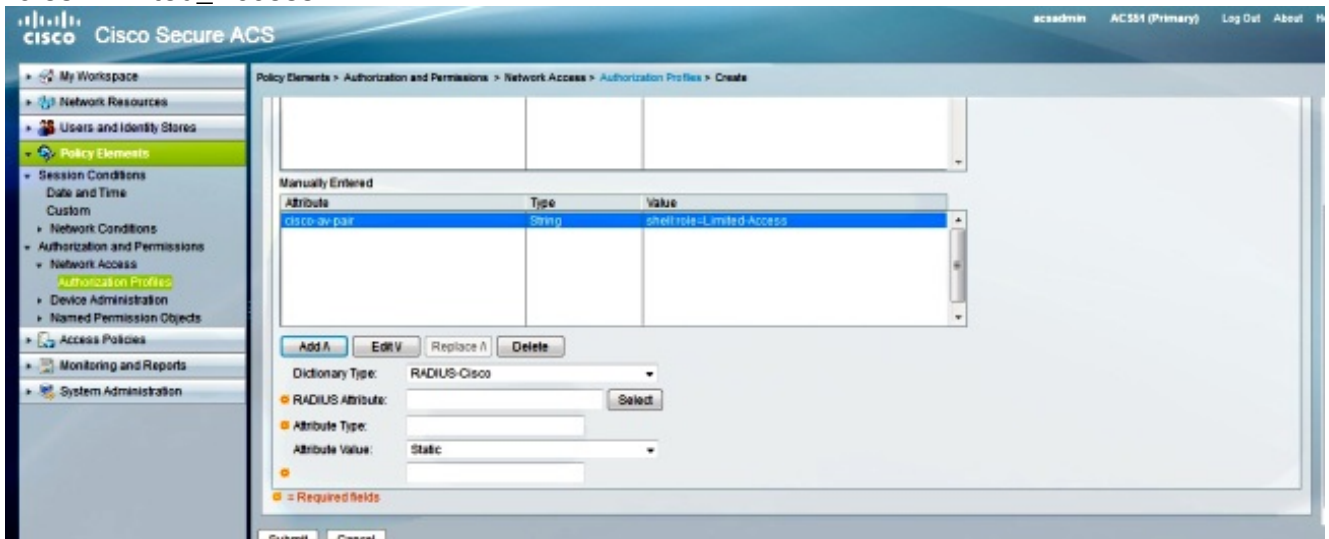 cisco Cisco Secure ACS
acsadmin ACS51 (Primary) Log Out About
My Workspace
Network Resources
Users and Identity Stores
Policy Elements
Session Conditions
Date and Time
Custom
Network Conditions
Authorization and Permissions
Network Access
Authorization Profiles
Device Administration
Named Permission Objects
Access Policies
Monitoring and Reports
System Administration
Policy Elements > Authorization and Permissions > Network Access > Authorization Profiles > Create
Manually Entered
Attribute Type Value
cisco-av-pair String shell:role=Limited-Access
Add Λ Edit V Replace Λ Delete
Dictionary Type: RADIUS-Cisco
RADIUS Attribute: Select
Attribute Type:
Attribute Value: Static
= Required fields
Submit Cancel